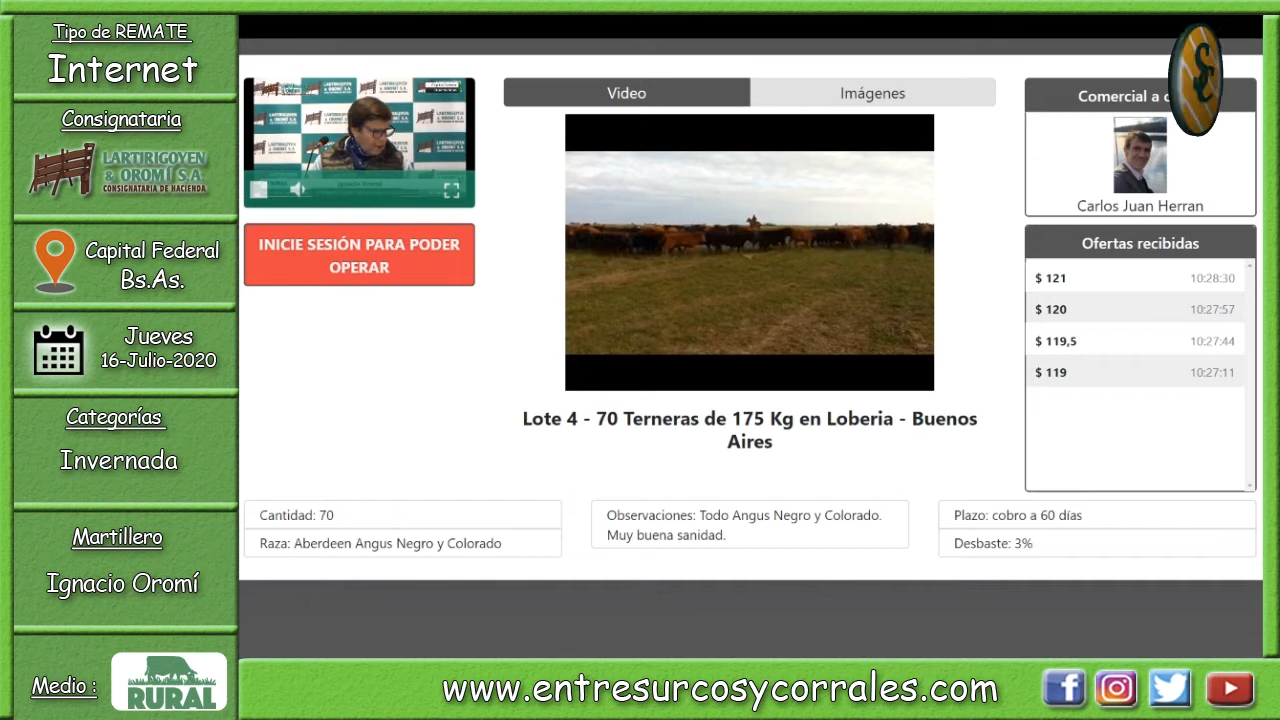 Tipo de REMATE
Internet
Consignataria
LARTIRIGOYEN
& OROMÍ S.A.
CONSIGNATARIA DE HACIENDA
Capital Federal
Bs.As.
Jueves
16-Julio-2020
Categorías
Invernada
Martillero
Ignacio Oromí
Medio :
RURAL
INICIE SESIÓN PARA PODER
OPERAR
Video
Imágenes
Lote 4 - 70 Terneras de 175 Kg en Loberia - Buenos
Aires
Comercial a c
Carlos Juan Herran
Ofertas recibidas
$ 121 10:28:30
$ 120 10:27:57
$ 119,5 10:27:44
$ 119 10:27:11
Cantidad: 70
Raza: Aberdeen Angus Negro y Colorado
Observaciones: Todo Angus Negro y Colorado.
Muy buena sanidad.
Plazo: cobro a 60 días
Desbaste: 3%
www.entresurcosycorrales.com